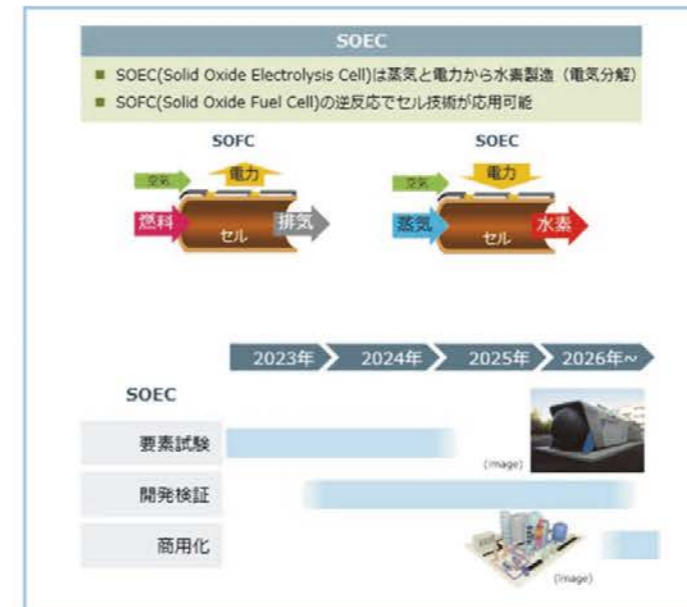 SOEC
■ SOEC(Solid Oxide Electrolysis Cell)は蒸気と電力から水素製造（電気分解）
■ SOFC(Solid Oxide Fuel Cell)の逆反応でセル技術が応用可能
SOFC
空気
電力
燃料
セル
排気
SOEC
空気
電力
蒸気
セル
水素
2023年
2024年
2025年
2026年~
SOEC
要素試験
(Image)
開発検証
商用化
(Image)